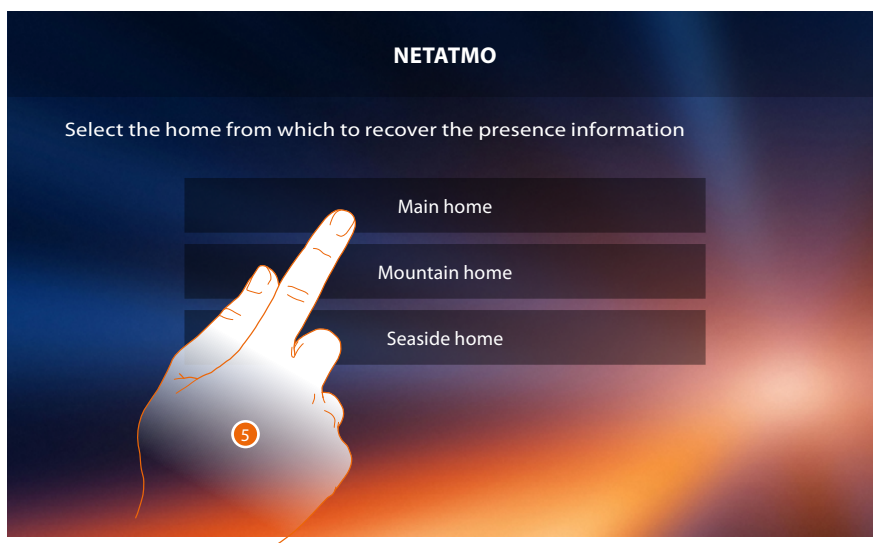 NETATMO
Select the home from which to recover the presence information
Main home
Mountain home
Seaside home
5